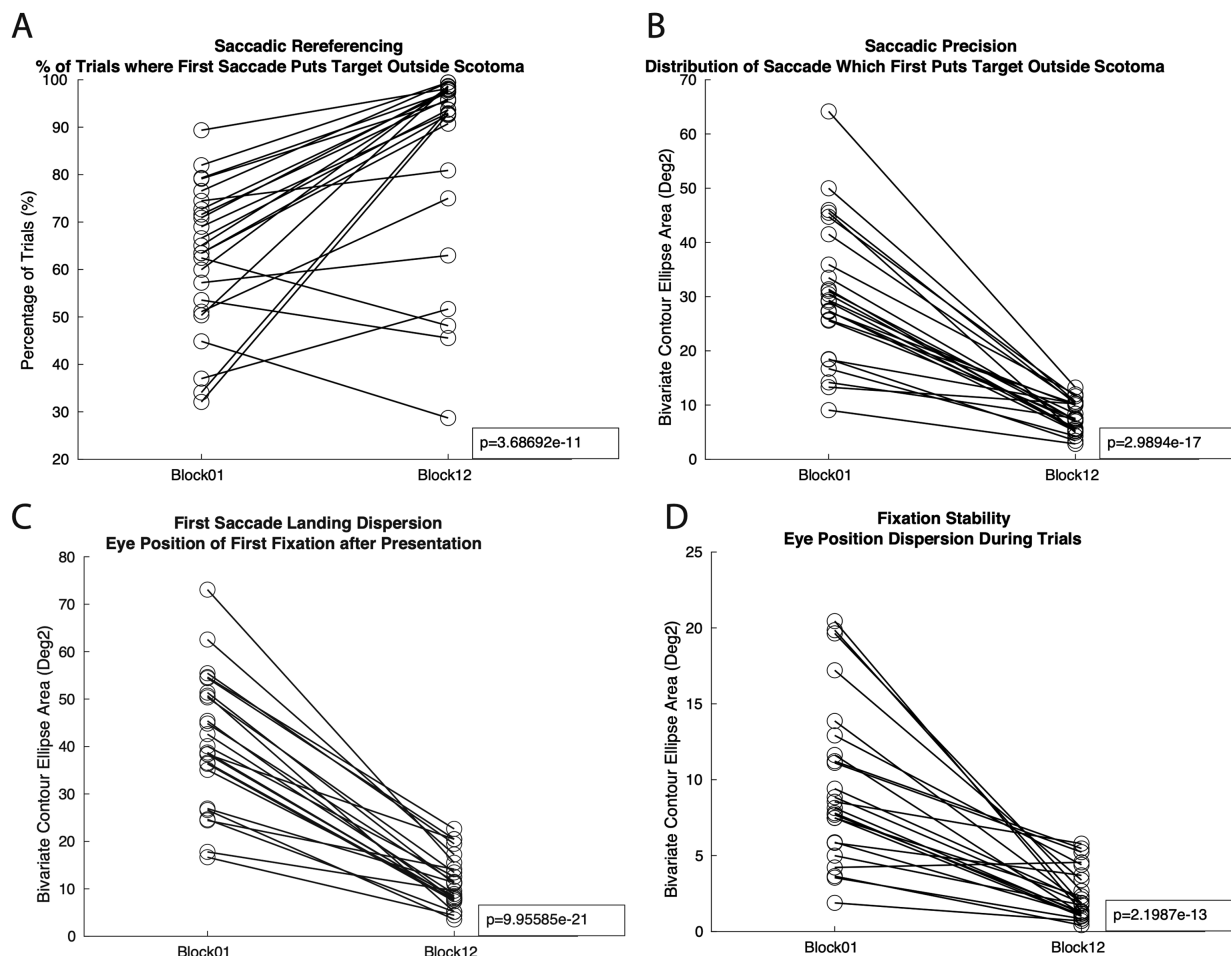 A
Saccadic Rereferencing
% of Trials where First Saccade Puts Target Outside Scotoma
Percentage of Trials (%)
100
90
80
70
60
50
40
30
20
Block01
Block12
p=3.68692e-11
B
Saccadic Precision
Distribution of Saccade Which First Puts Target Outside Scotoma
Bivariate Contour Ellipse Area (Deg2)
70
60
50
40
30
20
10
0
Block01
Block12
p=2.9894e-17
C
First Saccade Landing Dispersion
Eye Position of First Fixation after Presentation
Bivariate Contour Ellipse Area (Deg2)
80
70
60
50
40
30
20
10
0
Block01
Block12
p=9.95585e-21
D
Fixation Stability
Eye Position Dispersion During Trials
Bivariate Contour Ellipse Area (Deg2)
25
20
15
10
5
0
Block01
Block12
p=2.1987e-13